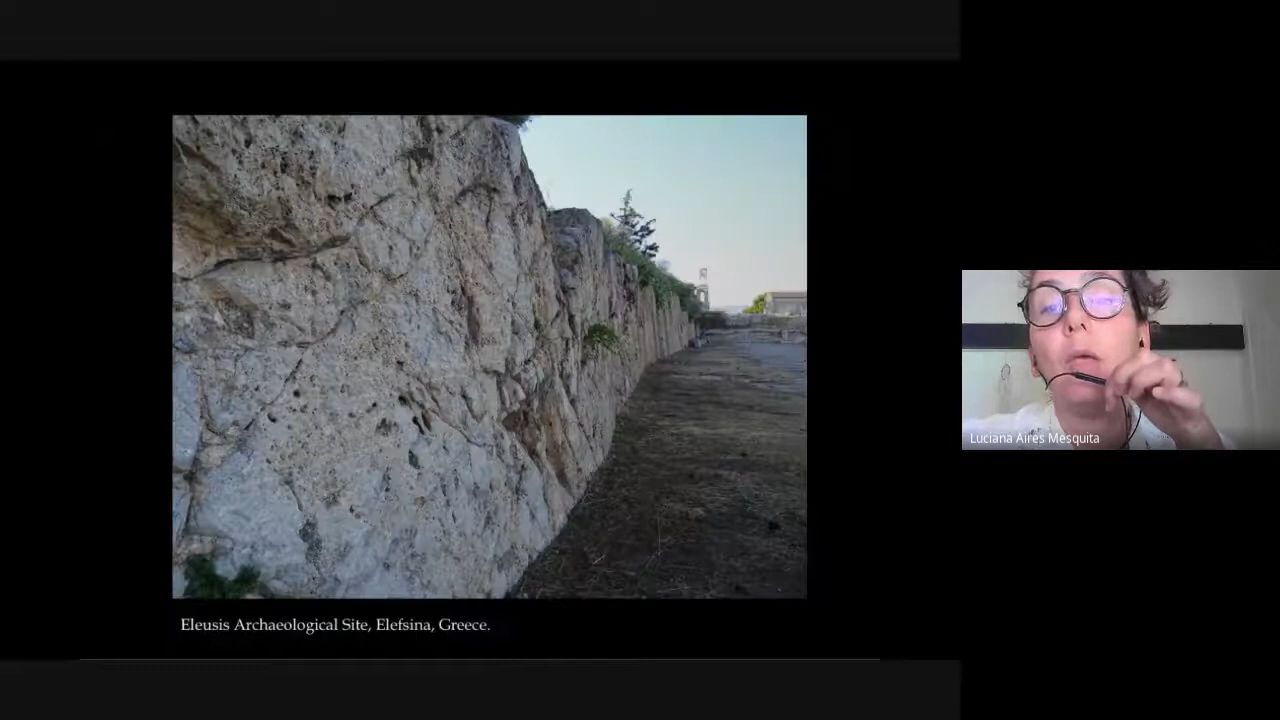 Eleusis Archaeological Site, Elefsina, Greece.
Luciana Aires Mesquita